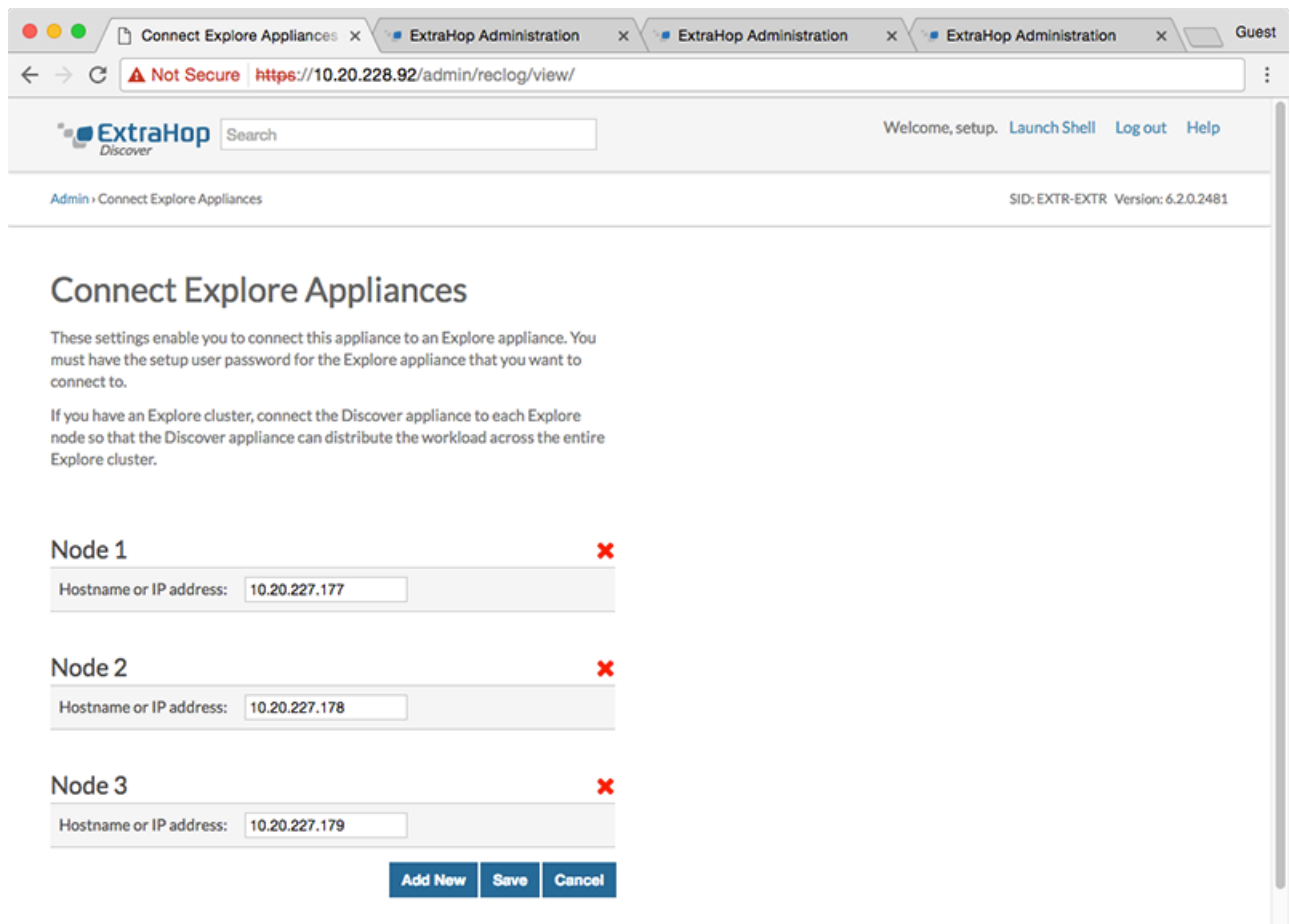 Connect Explore Appliances
ExtraHop Administration
ExtraHop Administration
ExtraHop Administration
Guest
Not Secure https://10.20.228.92/admin/reclog/view/
ExtraHop
Discover
Search
Welcome, setup. Launch Shell Log out Help
Admin › Connect Explore Appliances
SID: EXTR-EXTR Version: 6.2.0.2481
Connect Explore Appliances
These settings enable you to connect this appliance to an Explore appliance. You
must have the setup user password for the Explore appliance that you want to
connect to.
If you have an Explore cluster, connect the Discover appliance to each Explore
node so that the Discover appliance can distribute the workload across the entire
Explore cluster.
Node 1
Hostname or IP address: 10.20.227.177
Node 2
Hostname or IP address: 10.20.227.178
Node 3
Hostname or IP address: 10.20.227.179
Add New Save Cancel